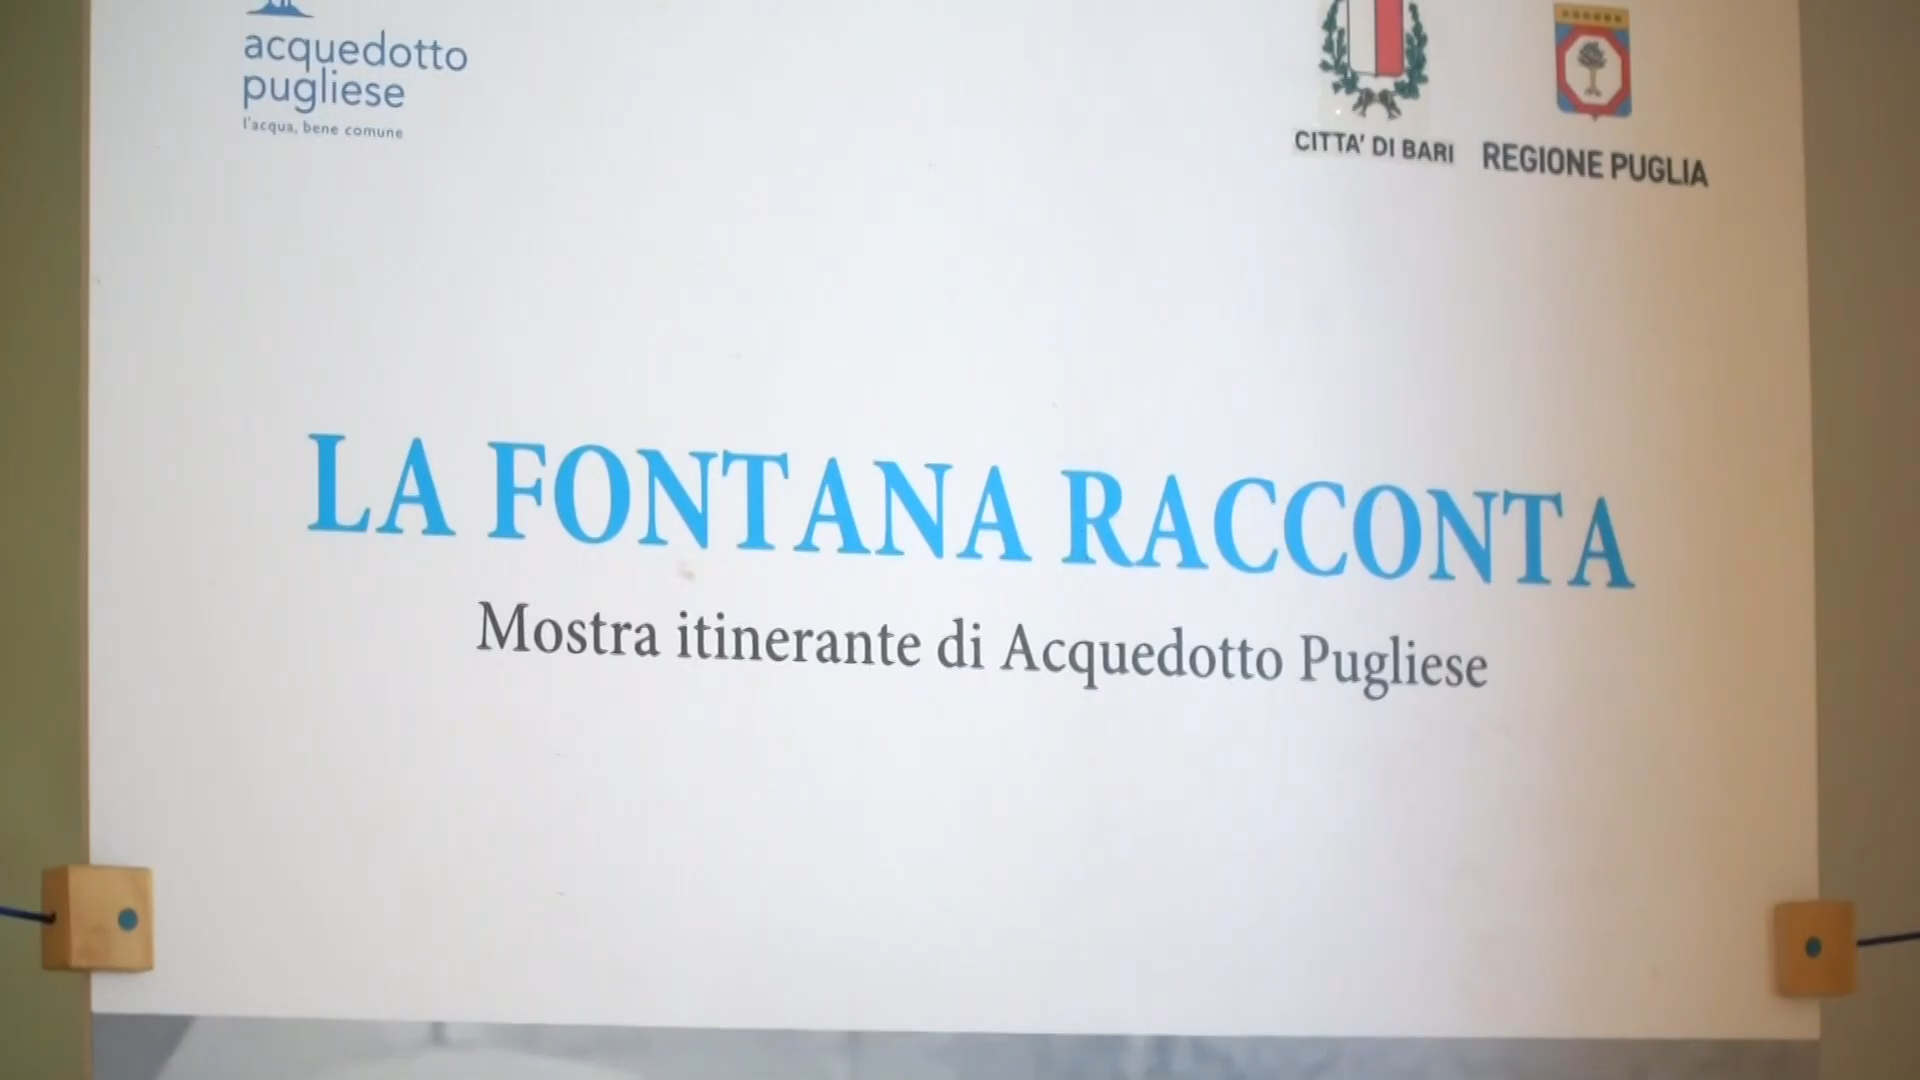 acquedotto
pugliese
l'acqua, bene comune
CITTA' DI BARI
REGIONE PUGLIA
LA FONTANA RACCONTA
Mostra itinerante di Acquedotto Pugliese